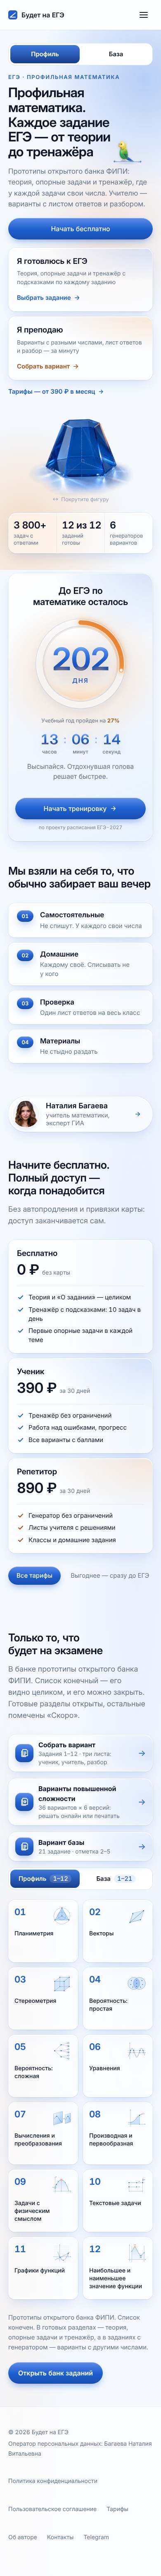 Будет на ЕГЭ
Профиль
База
ЕГЭ · ПРОФИЛЬНАЯ МАТЕМАТИКА
Профильная
математика.
Каждое задание
ЕГЭ — от теории
до тренажёра
Прототипы открытого банка ФИПИ:
теория, опорные задачи и тренажёр, где
у каждой задачи свои числа. Учителю —
варианты с листом ответов и разбором.
Начать бесплатно
Я готовлюсь к ЕГЭ
Теория, опорные задачи и тренажёр с
подсказками по каждому заданию
Выбрать задание →
Я преподаю
Варианты с разными числами, лист ответов
и разбор — за минуту
Собрать вариант →
Тарифы — от 390 ₽ в месяц →
Покрутите фигуру
3 800+
задач с
ответами
12 из 12
заданий
готовы
6
генераторов
вариантов
До ЕГЭ по
математике осталось
202
ДНЯ
Учебный год пройден на 27%
13 : 06 : 14
часов минут секунд
Высыпайся. Отдохнувшая голова
решает быстрее.
Начать тренировку →
по проекту расписания ЕГЭ-2027
Мы взяли на себя то, что
обычно забирает ваш вечер
01
Самостоятельные
Не спишут. У каждого свои числа
02
Домашние
Каждому своё. Списывать не
у кого
03
Проверка
Один лист ответов на весь класс
04
Материалы
Не стыдно раздать
Наталия Багаева
учитель математики,
эксперт ГИА
→
Начните бесплатно.
Полный доступ —
когда понадобится
Без автопродления и привязки карты:
доступ заканчивается сам.
Бесплатно
0 ₽ без карты
Теория и «О задании» — целиком
Тренажёр с подсказками: 10 задач в
день
Первые опорные задачи в каждой
теме
Ученик
390 ₽ за 30 дней
Тренажёр без ограничений
Работа над ошибками, прогресс
Все варианты с баллами
Репетитор
890 ₽ за 30 дней
Генератор без ограничений
Листы учителя с решениями
Классы и домашние задания
Все тарифы
Выгоднее — сразу до ЕГЭ
Только то, что
будет на экзамене
В банке прототипы открытого банка
ФИПИ. Список конечный — его
видно целиком, и его можно закрыть.
Готовые разделы открыты, остальные
помечены «Скоро».
Собрать вариант
Задания 1–12 · три листа:
ученик, учитель, разбор
→
Варианты повышенной
сложности
36 вариантов + 6 версий:
решать онлайн или печатать
→
Вариант базы
21 задание · отметка 2–5
→
Профиль 1–12
База 1–21
01
Планиметрия
02
Векторы
03
Стереометрия
04
Вероятность:
простая
05
Вероятность:
сложная
06
Уравнения
07
Вычисления и
преобразования
08
Производная и
первообразная
09
Задачи с
физическим
смыслом
10
Текстовые задачи
11
Графики функций
12
Наибольшее и
наименьшее
значение функции
Прототипы открытого банка ФИПИ. Список
конечен. В готовых разделах — теория,
опорные задачи и тренажёр, а в заданиях с
генератором — варианты с другими числами.
Открыть банк заданий
© 2026 Будет на ЕГЭ
Оператор персональных данных: Багаева Наталия
Витальевна
Политика конфиденциальности
Пользовательское соглашение Тарифы
Об авторе Контакты Telegram